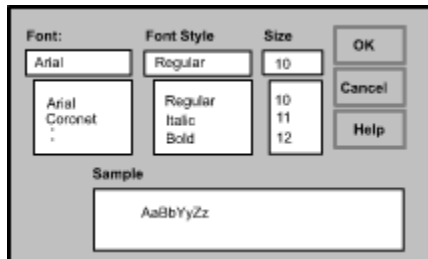 Font: Font Style Size
OK
Arial Regular 10
Cancel
Arial Regular 10
Coronet Italic 11
: Bold 12
Help
Sample
AaBbYyZz